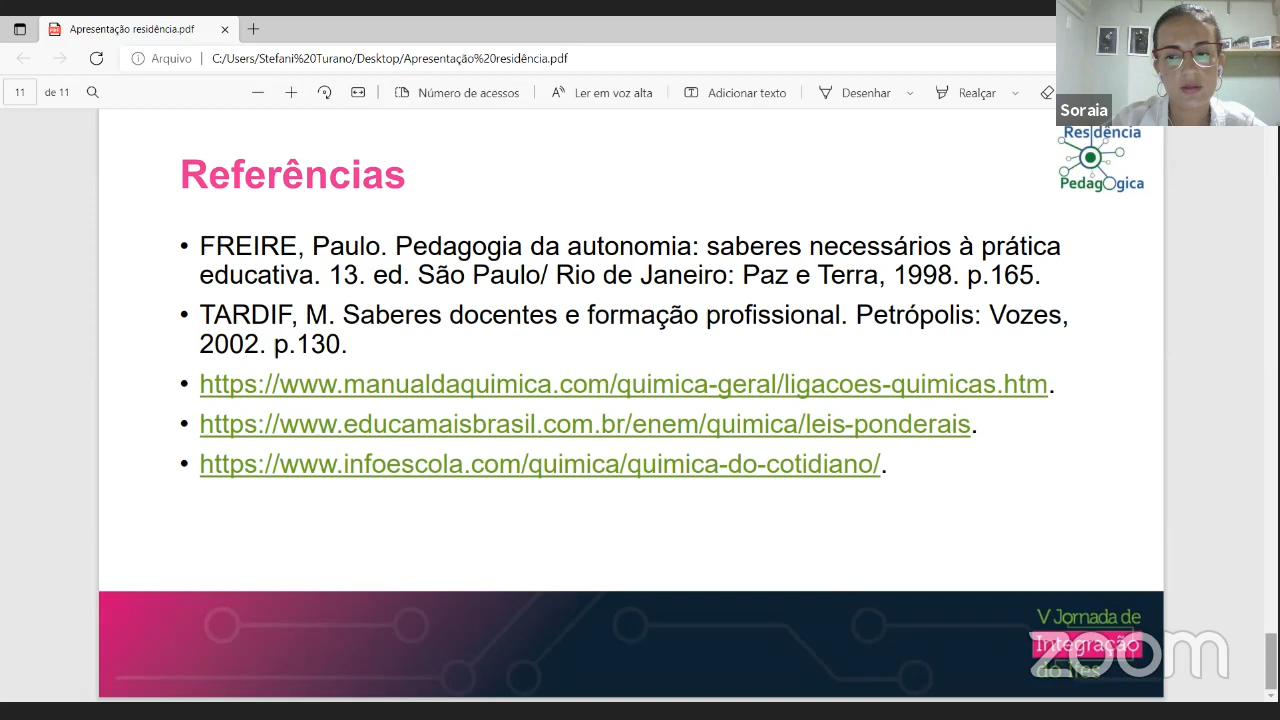 Apresentação residência.pdf
Arquivo
C:/Users/Stefani%20Turano/Desktop/Apresentação%20residência.pdf
11 de 11
Número de acessos
Ler em voz alta
Adicionar texto
Desenhar
Realçar
Soraia
Residência
Pedagógica
Referências
• FREIRE, Paulo. Pedagogia da autonomia: saberes necessários à prática
educativa. 13. ed. São Paulo/ Rio de Janeiro: Paz e Terra, 1998. p.165.
• TARDIF, M. Saberes docentes e formação profissional. Petrópolis: Vozes,
2002. p.130.
• https://www.manualdaquimica.com/quimica-geral/ligacoes-quimicas.htm.
• https://www.educamaisbrasil.com.br/enem/quimica/leis-ponderais.
• https://www.infoescola.com/quimica/quimica-do-cotidiano/.
V Jornada de
Integração
do Ifes
zoom